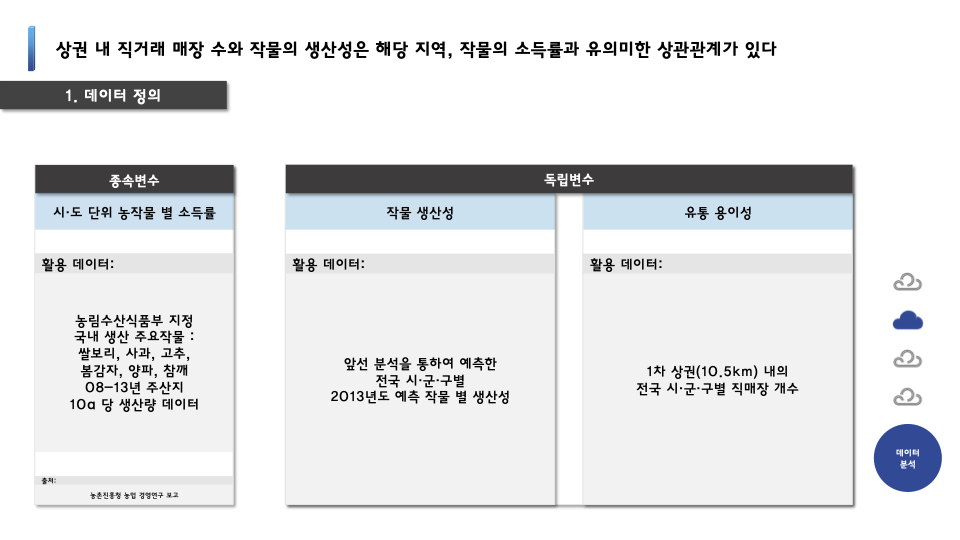 상권 내 직거래 매장 수와 작물의 생산성은 해당 지역, 작물의 소득률과 유의미한 상관관계가 있다
1. 데이터 정의
종속변수
시·도 단위 농작물 별 소득률
활용 데이터:
농림수산식품부 지정
국내 생산 주요작물 :
쌀보리, 사과, 고추,
봄감자, 양파, 참깨
08-13년 주산지
10a 당 생산량 데이터
출처:
농촌진흥청 농업 경영연구 보고
독립변수
작물 생산성
활용 데이터:
앞선 분석을 통하여 예측한
전국 시·군·구별
2013년도 예측 작물 별 생산성
유통 용이성
활용 데이터:
1차 상권(10.5km) 내의
전국 시·군·구별 직매장 개수
데이터
분석